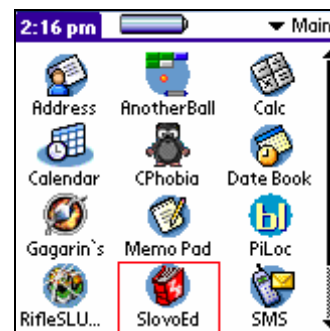 2:16 pm Main
Address AnotherBall Calc
Calendar CPhobia Date Book
Ы
Gagarin`s Memo Pad PiLoc
RifleSLU... SlovoEd SMS